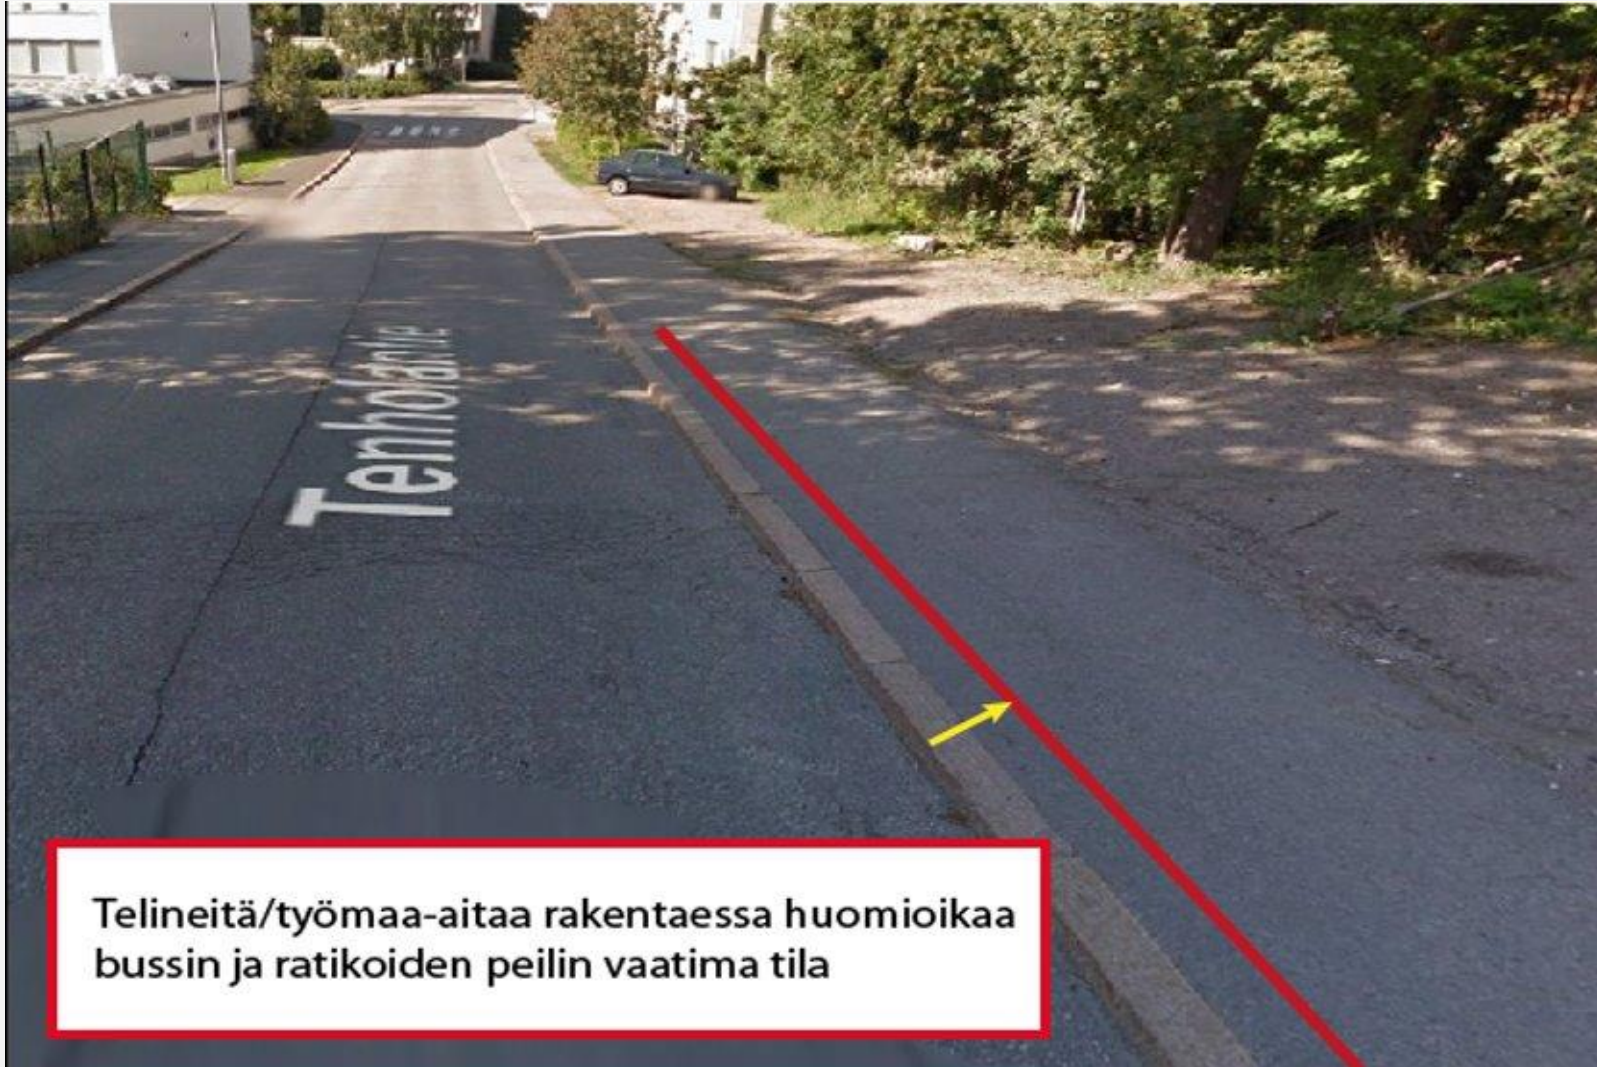 Tenholantie
Telineitä/työmaa-aitaa rakentaessa huomioikaa
bussin ja ratikoiden peilin vaatima tila